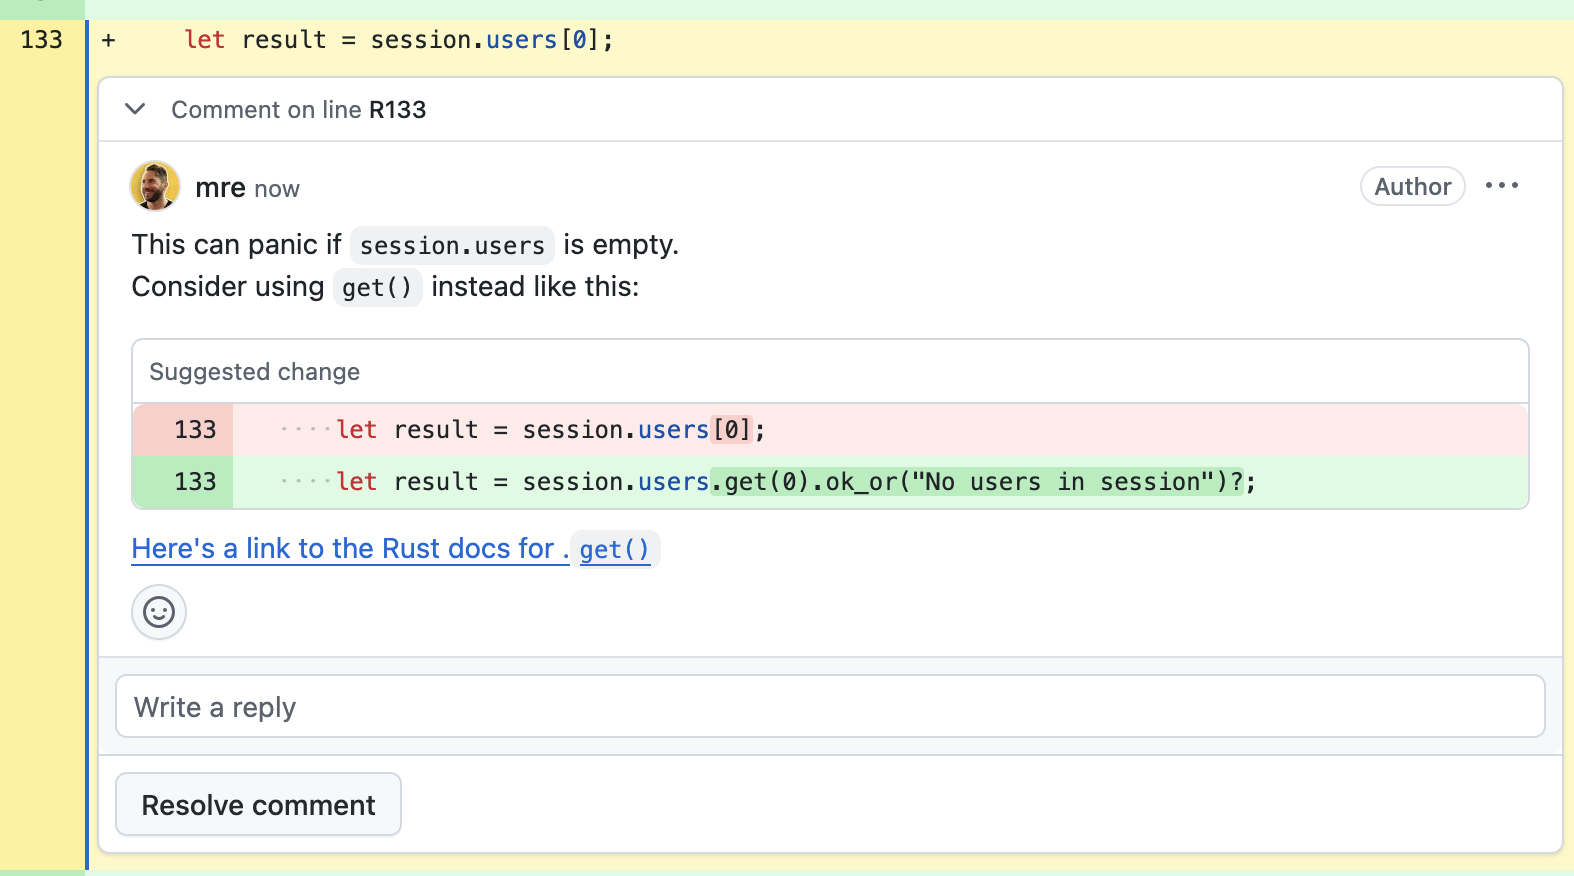 133 + let result = session.users[0];
Comment on line R133
mre now Author
This can panic if session.users is empty.
Consider using get() instead like this:
Suggested change
133 ····let result = session.users[0];
133 ····let result = session.users.get(0).ok_or("No users in session")?;
Here's a link to the Rust docs for .get()
Write a reply
Resolve comment